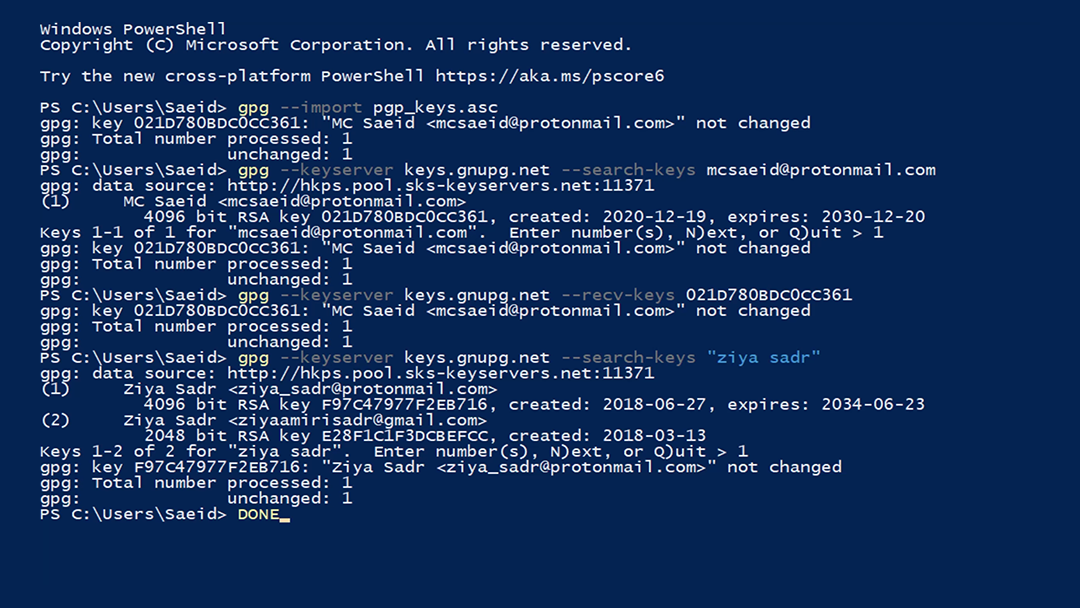 Windows PowerShell
Copyright (C) Microsoft Corporation. All rights reserved.
Try the new cross-platform PowerShell https://aka.ms/pscore6
PS C:\Users\Saeid> gpg --import pgp_keys.asc
gpg: key 021D780BDC0CC361: "MC Saeid <mcsaeid@protonmail.com>" not changed
gpg: Total number processed: 1
gpg:              unchanged: 1
PS C:\Users\Saeid> gpg --keyserver keys.gnupg.net --search-keys mcsaeid@protonmail.com
gpg: data source: http://hkps.pool.sks-keyservers.net:11371
(1)     MC Saeid <mcsaeid@protonmail.com>
          4096 bit RSA key 021D780BDC0CC361, created: 2020-12-19, expires: 2030-12-20
Keys 1-1 of 1 for "mcsaeid@protonmail.com".  Enter number(s), N)ext, or Q)uit > 1
gpg: key 021D780BDC0CC361: "MC Saeid <mcsaeid@protonmail.com>" not changed
gpg: Total number processed: 1
gpg:              unchanged: 1
PS C:\Users\Saeid> gpg --keyserver keys.gnupg.net --recv-keys 021D780BDC0CC361
gpg: key 021D780BDC0CC361: "MC Saeid <mcsaeid@protonmail.com>" not changed
gpg: Total number processed: 1
gpg:              unchanged: 1
PS C:\Users\Saeid> gpg --keyserver keys.gnupg.net --search-keys "ziya sadr"
gpg: data source: http://hkps.pool.sks-keyservers.net:11371
(1)     Ziya Sadr <ziya_sadr@protonmail.com>
          4096 bit RSA key F97C47977F2EB716, created: 2018-06-27, expires: 2034-06-23
(2)     Ziya Sadr <ziyaamirisadr@gmail.com>
          2048 bit RSA key E28F1C1F3DCBEFCC, created: 2018-03-13
Keys 1-2 of 2 for "ziya sadr".  Enter number(s), N)ext, or Q)uit > 1
gpg: key F97C47977F2EB716: "Ziya Sadr <ziya_sadr@protonmail.com>" not changed
gpg: Total number processed: 1
gpg:              unchanged: 1
PS C:\Users\Saeid> DONE_